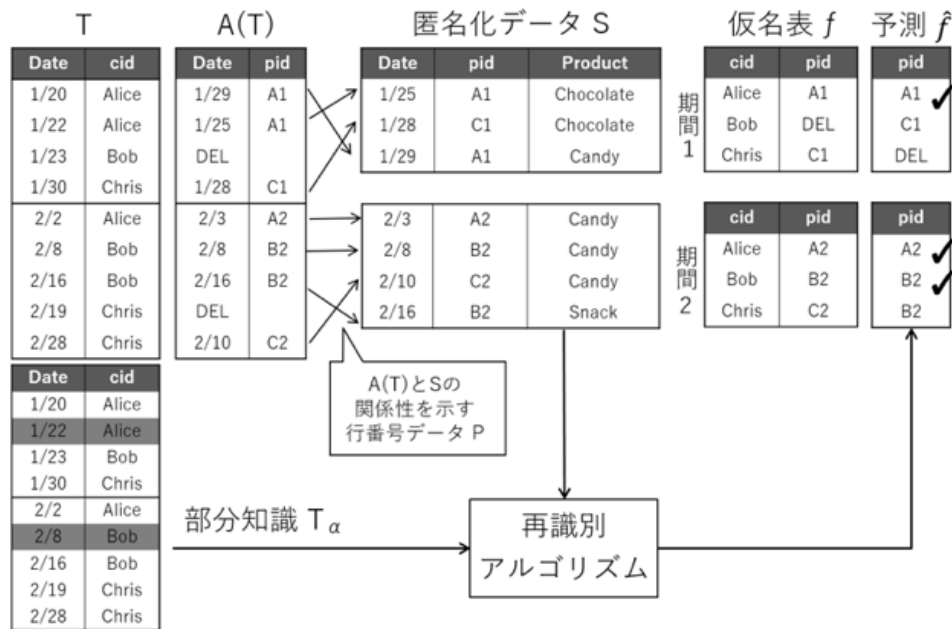 T
Date cid
1/20 Alice
1/22 Alice
1/23 Bob
1/30 Chris
2/2 Alice
2/8 Bob
2/16 Bob
2/19 Chris
2/28 Chris
A(T)
Date pid
1/29 A1
1/25 A1
DEL
1/28 C1
2/3 A2
2/8 B2
2/16 B2
DEL
2/10 C2
匿名化データ S
Date pid Product
1/25 A1 Chocolate
1/28 C1 Chocolate
1/29 A1 Candy
2/3 A2 Candy
2/8 B2 Candy
2/10 C2 Candy
2/16 B2 Snack
仮名表 f
期間1
cid pid
Alice A1
Bob DEL
Chris C1
期間2
cid pid
Alice A2
Bob B2
Chris C2
予測 f̂
pid
A1
C1
DEL
pid
A2
B2
B2
A(T)とSの
関係性を示す
行番号データ P
Date cid
1/20 Alice
1/22 Alice
1/23 Bob
1/30 Chris
2/2 Alice
2/8 Bob
2/16 Bob
2/19 Chris
2/28 Chris
部分知識 Tα
再識別
アルゴリズム